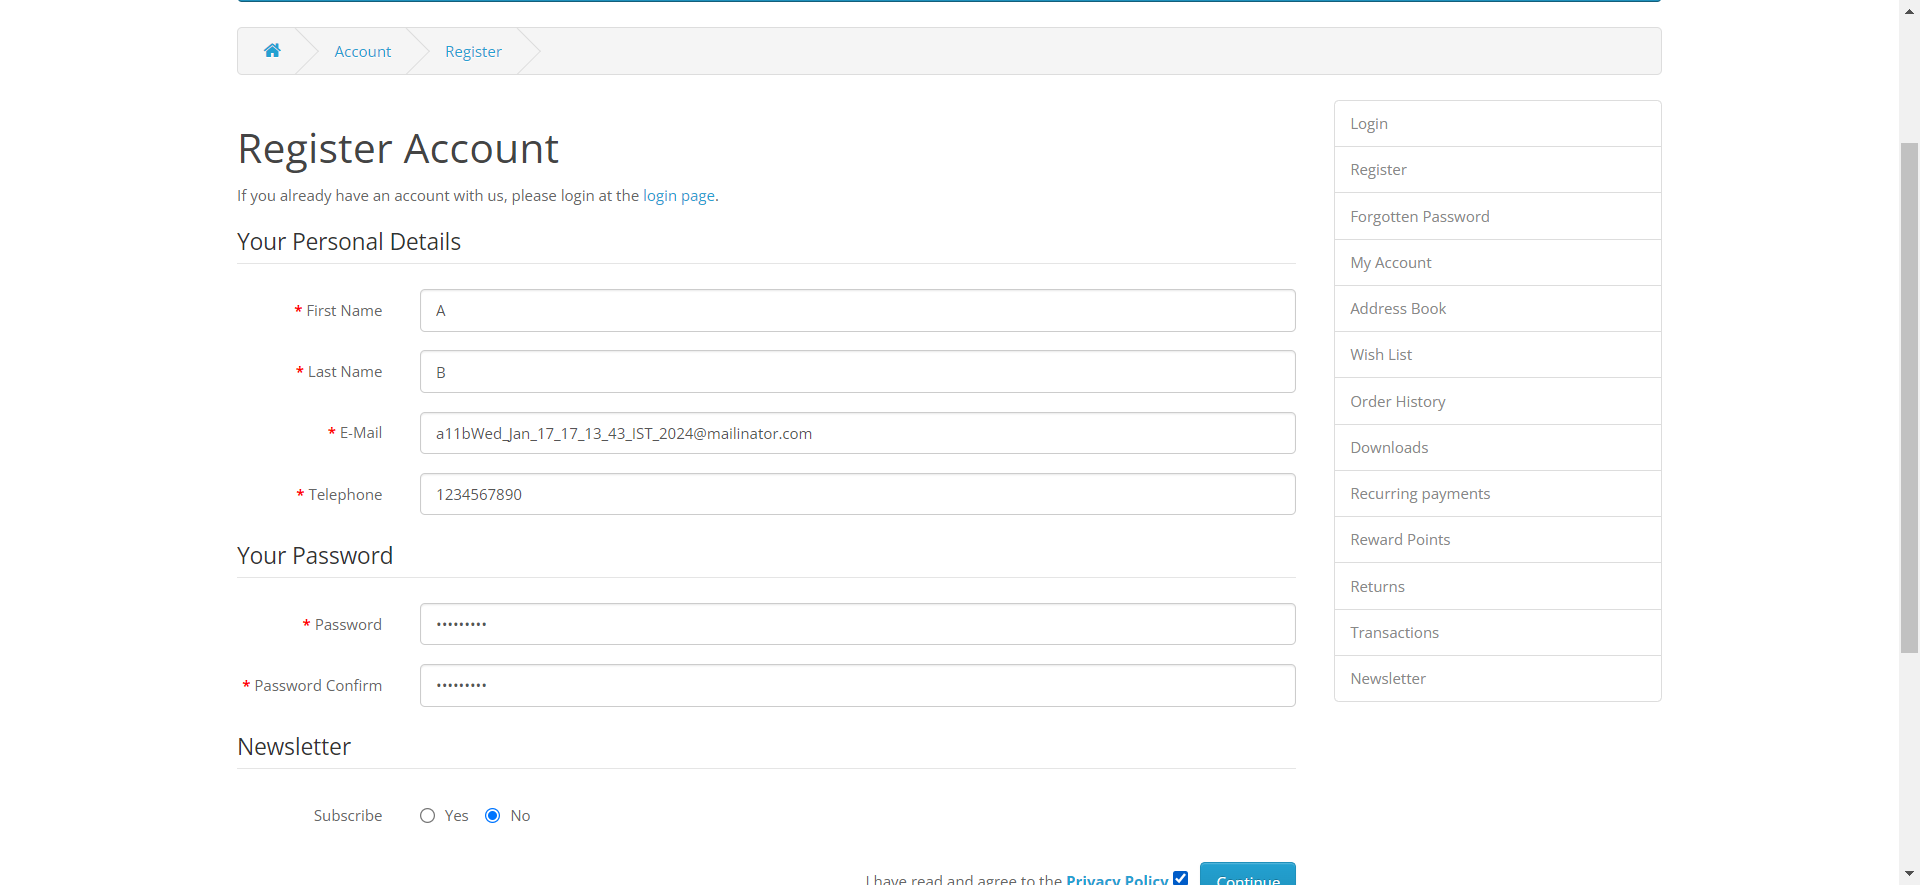 Account
Register
Register Account
If you already have an account with us, please login at the login page.
Your Personal Details
* First Name
A
* Last Name
B
* E-Mail
a11bWed_Jan_17_17_13_43_IST_2024@mailinator.com
* Telephone
1234567890
Your Password
* Password
•••••••••
* Password Confirm
•••••••••
Newsletter
Subscribe
Yes
No
I have read and agree to the Privacy Policy
Continue
Login
Register
Forgotten Password
My Account
Address Book
Wish List
Order History
Downloads
Recurring payments
Reward Points
Returns
Transactions
Newsletter